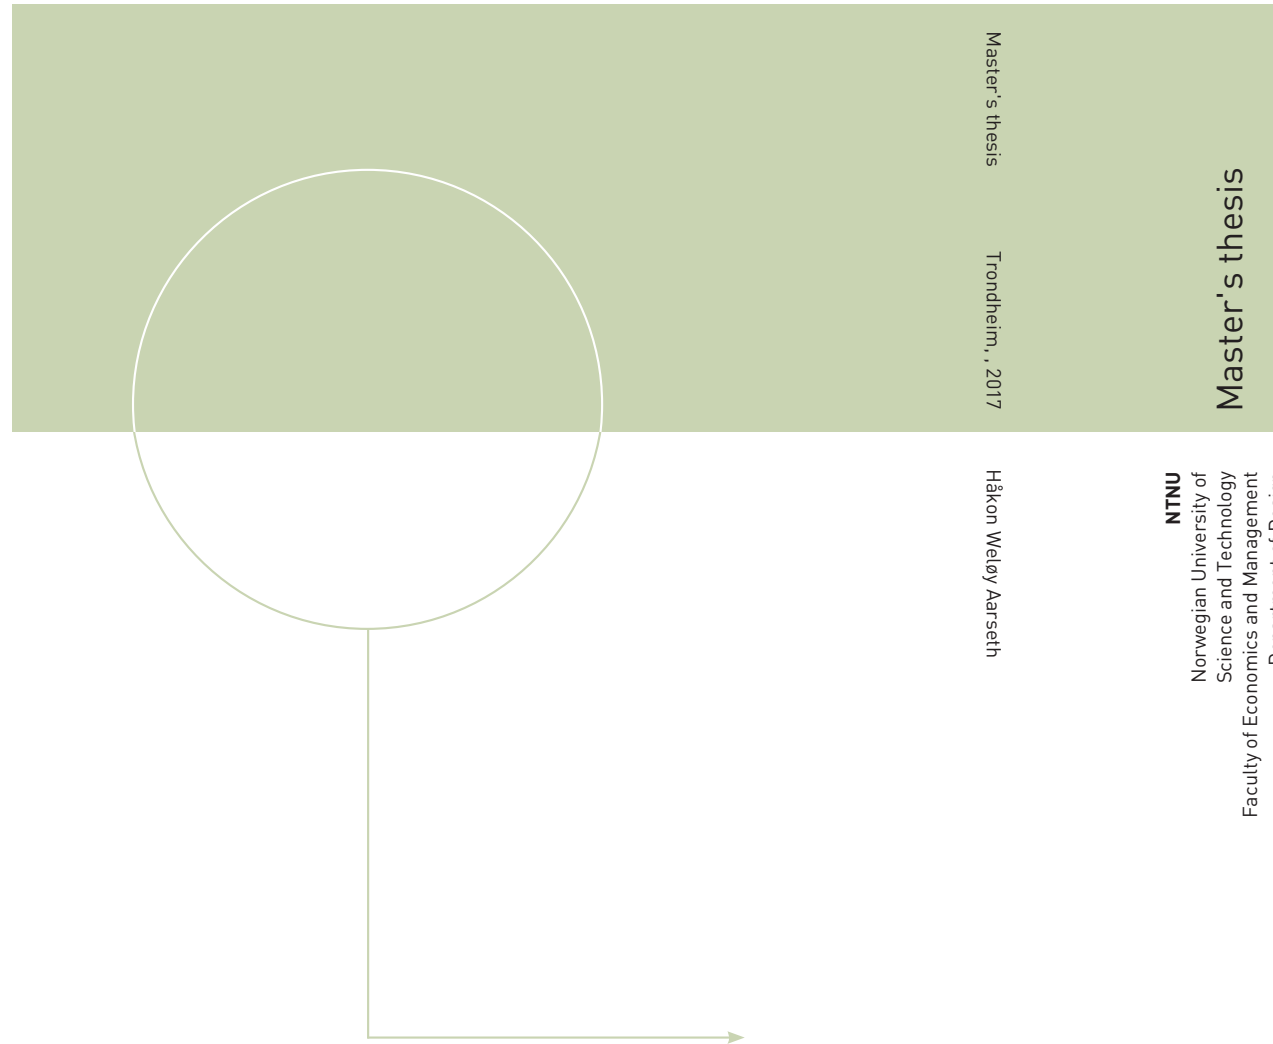 Master's thesis
Trondheim, , 2017
Håkon Weløy Aarseth
Master's thesis
NTNU
Norwegian University of
Science and Technology
Faculty of Economics and Management